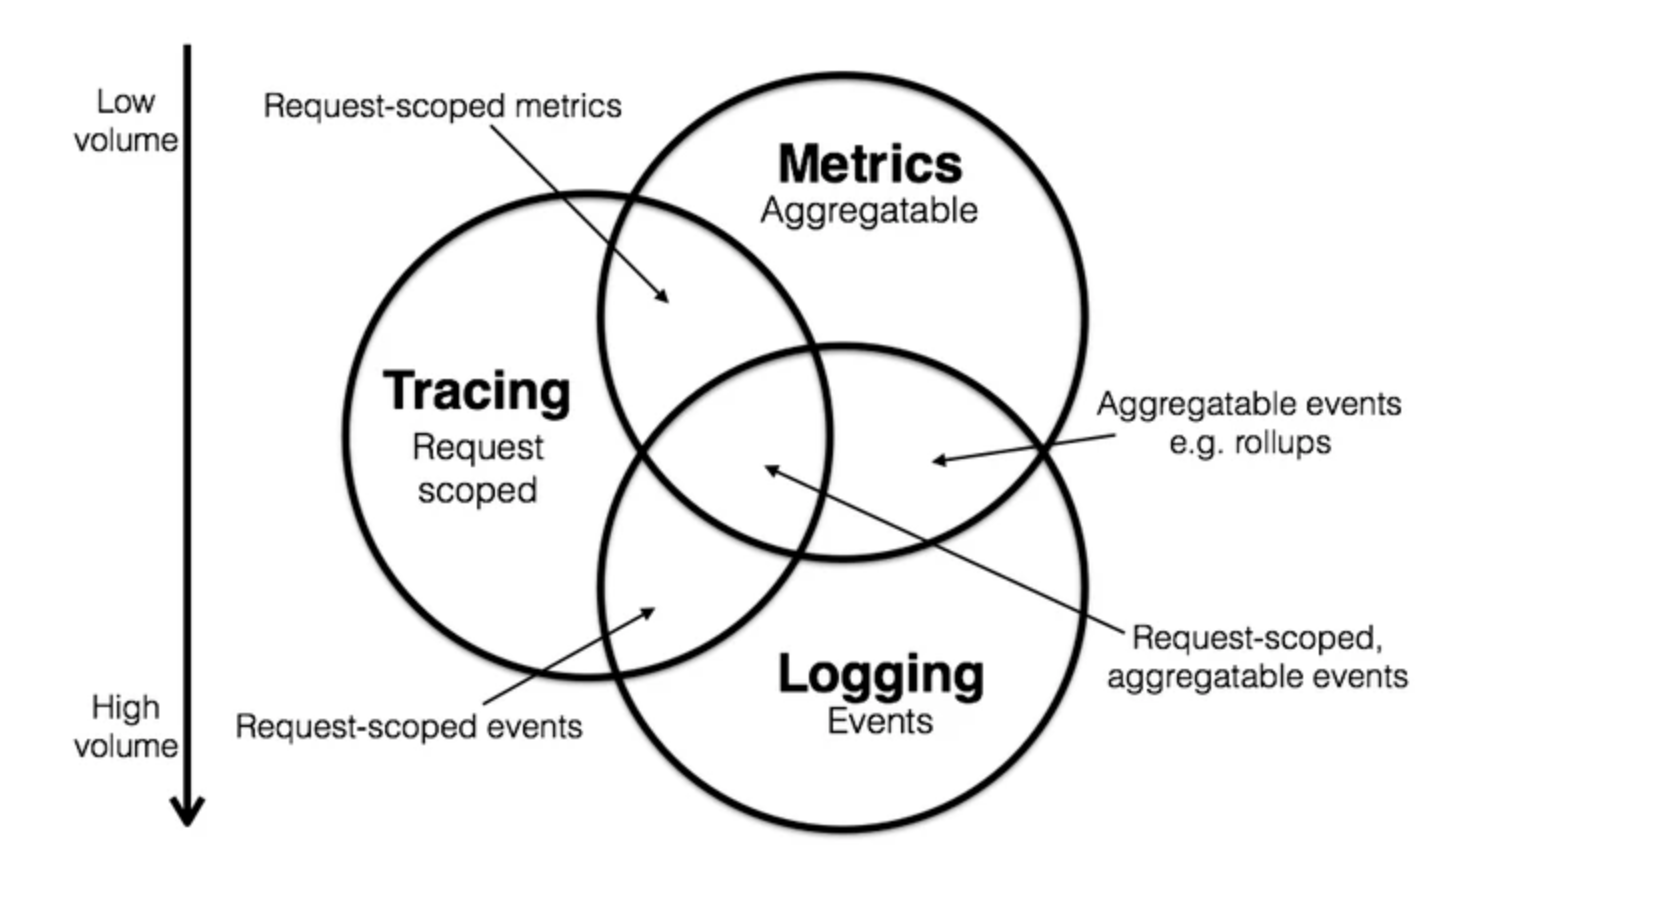 Low
volume
Request-scoped metrics
Metrics
Aggregatable
Tracing
Request
scoped
Aggregatable events
e.g. rollups
Request-scoped,
aggregatable events
Logging
Events
High
volume
Request-scoped events